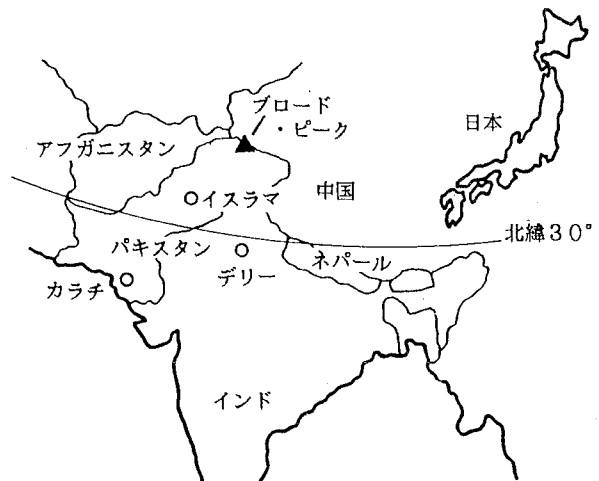 ブロード
・ピーク
日本
アフガニスタン
中国
イスラマ
北緯30°
パキスタン
ネパール
デリー
カラチ
インド